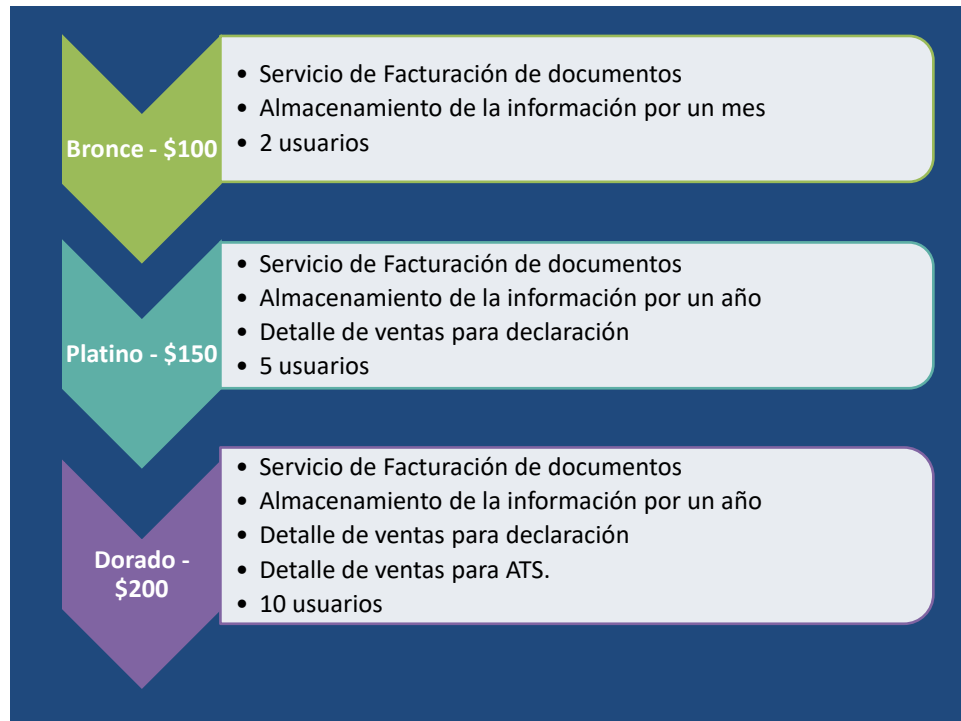 Bronce - $100
• Servicio de Facturación de documentos
• Almacenamiento de la información por un mes
• 2 usuarios
Platino - $150
• Servicio de Facturación de documentos
• Almacenamiento de la información por un año
• Detalle de ventas para declaración
• 5 usuarios
Dorado -
$200
• Servicio de Facturación de documentos
• Almacenamiento de la información por un año
• Detalle de ventas para declaración
• Detalle de ventas para ATS.
• 10 usuarios